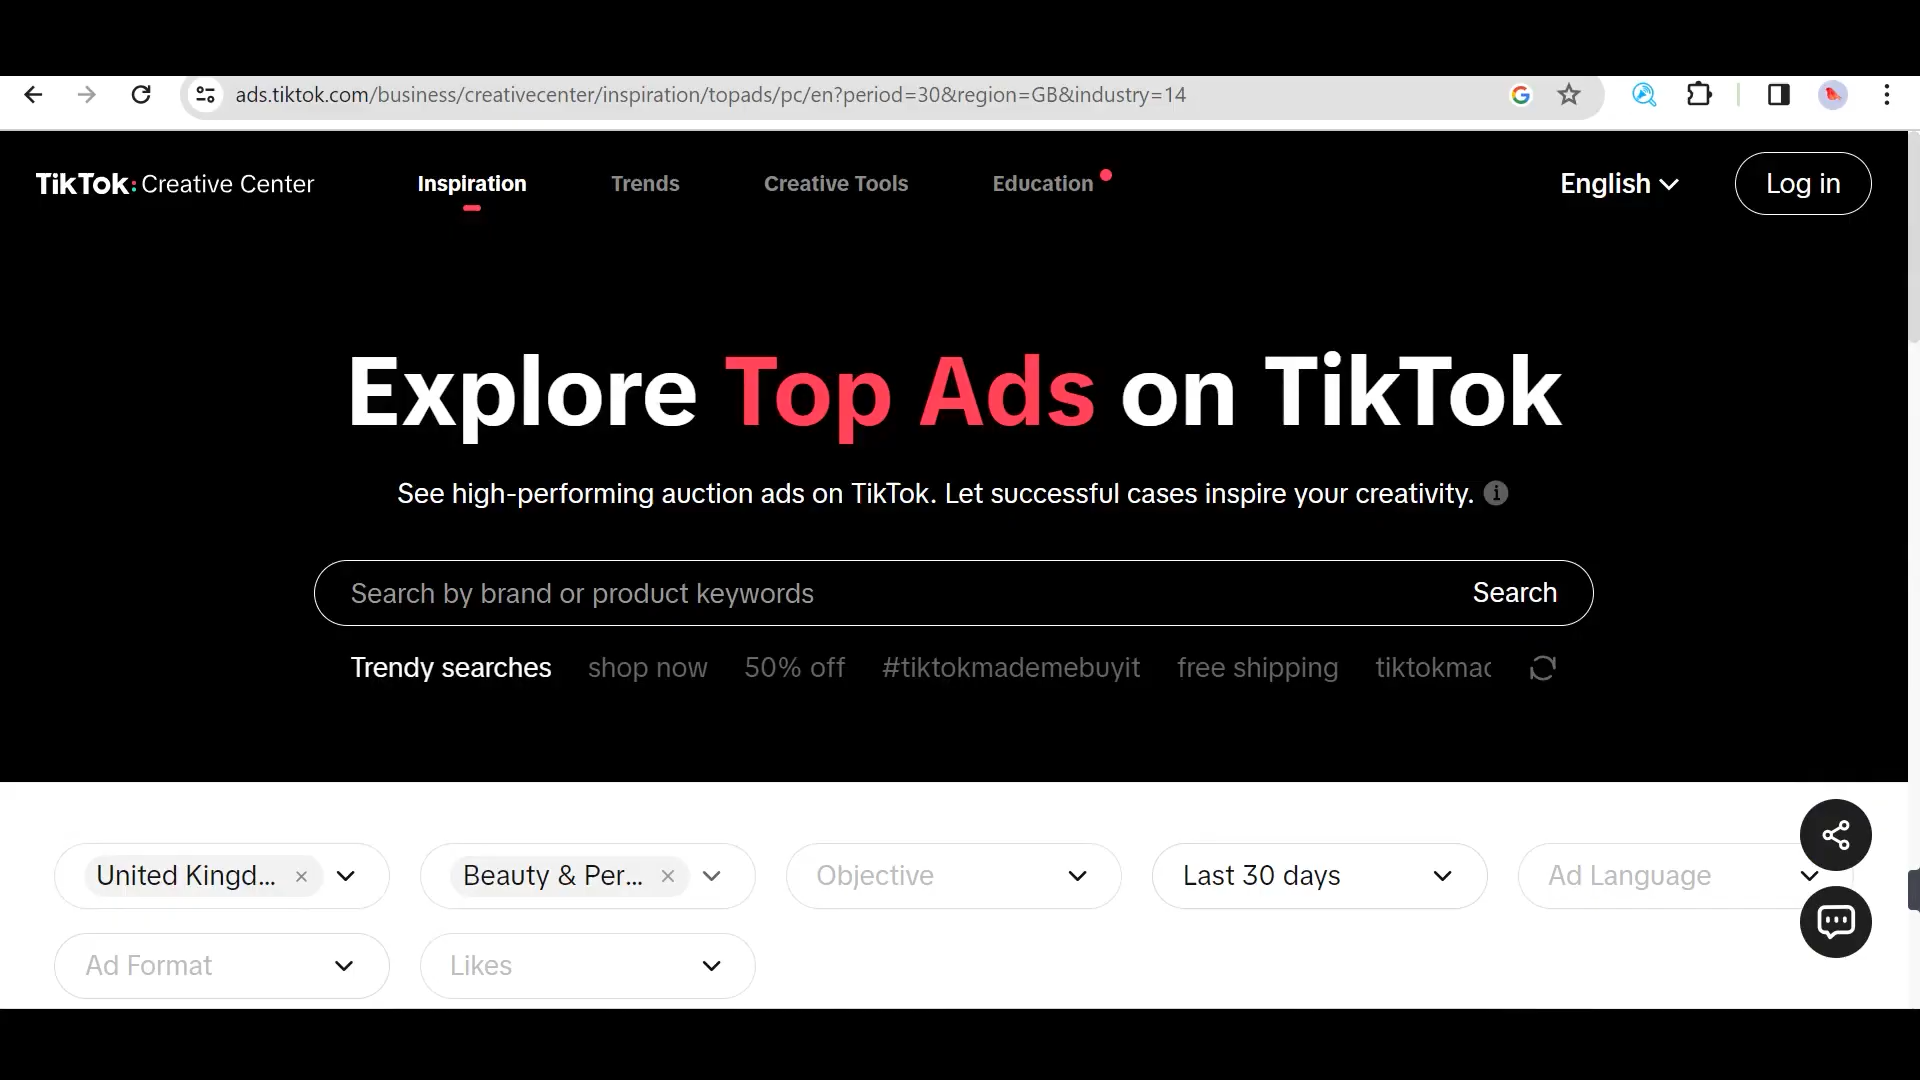 ads.tiktok.com/business/creativecenter/inspiration/topads/pc/en?period=30&region=GB&industry=14
TikTok: Creative Center Inspiration Trends Creative Tools Education English Log in
Explore Top Ads on TikTok
See high-performing auction ads on TikTok. Let successful cases inspire your creativity.
Search by brand or product keywords Search
Trendy searches shop now 50% off #tiktokmademebuyit free shipping tiktokmac
United Kingd... Beauty & Per... Objective Last 30 days Ad Language
Ad Format Likes